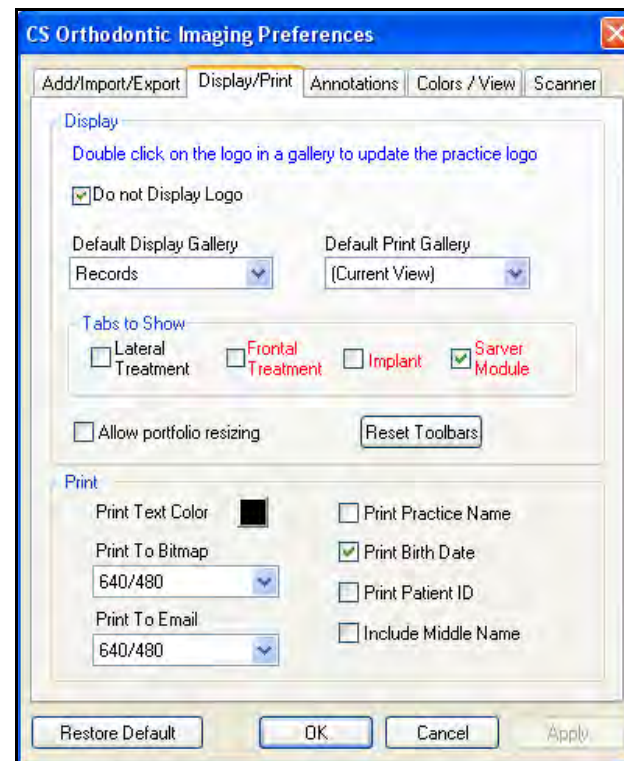 CS Orthodontic Imaging Preferences
Add/Import/Export Display/Print Annotations Colors / View Scanner
Display
Double click on the logo in a gallery to update the practice logo
Do not Display Logo
Default Display Gallery Default Print Gallery
Records (Current View)
Tabs to Show
Lateral Treatment Frontal Treatment Implant Sarver Module
Allow portfolio resizing Reset Toolbars
Print
Print Text Color Print Practice Name
Print To Bitmap Print Birth Date
640/480 Print Patient ID
Print To Email Include Middle Name
640/480
Restore Default OK Cancel Apply